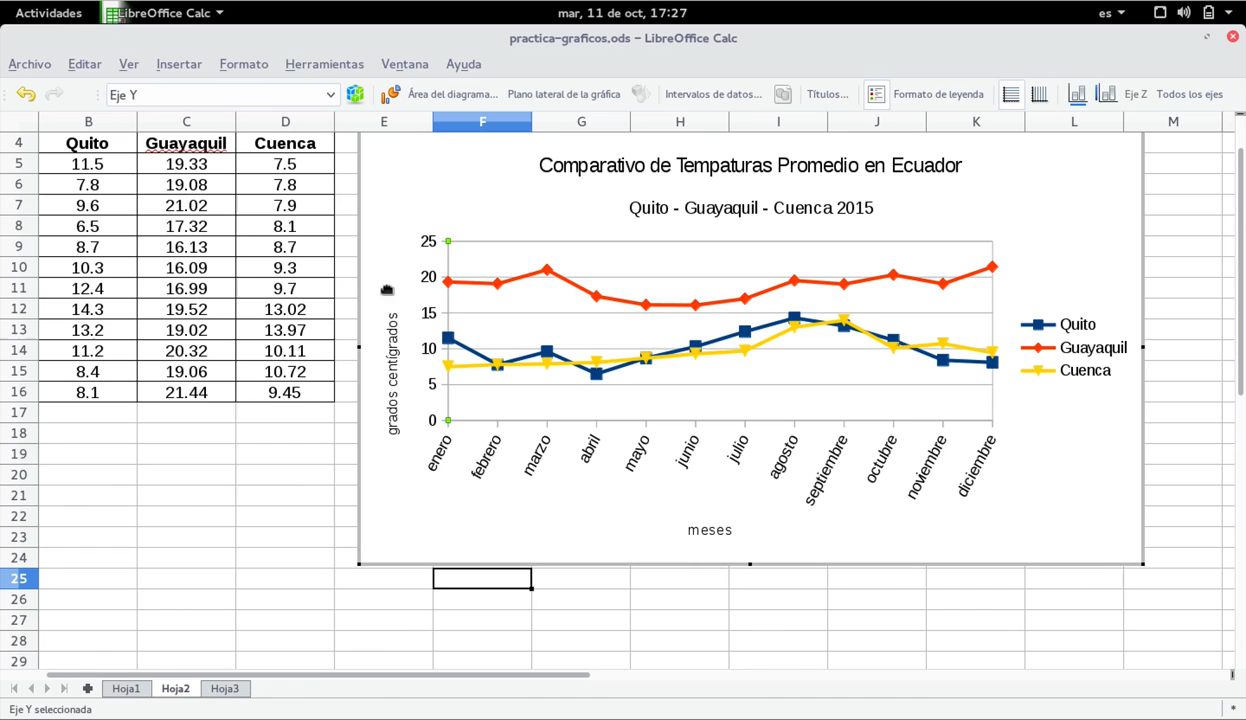 Actividades LibreOffice Calc mar, 11 de oct, 17:27 es
practica-graficos.ods – LibreOffice Calc
Archivo Editar Ver Insertar Formato Herramientas Ventana Ayuda
Eje Y Área del diagrama... Plano lateral de la gráfica Intervalos de datos... Títulos... Formato de leyenda Eje Z Todos los ejes
B C D E F G H I J K L M
4 Quito Guayaquil Cuenca
5 11.5 19.33 7.5
6 7.8 19.08 7.8
7 9.6 21.02 7.9
8 6.5 17.32 8.1
9 8.7 16.13 8.7
10 10.3 16.09 9.3
11 12.4 16.99 9.7
12 14.3 19.52 13.02
13 13.2 19.02 13.97
14 11.2 20.32 10.11
15 8.4 19.06 10.72
16 8.1 21.44 9.45
17
18
19
20
21
22
23
24
25
26
27
28
29
Comparativo de Tempaturas Promedio en Ecuador
Quito - Guayaquil - Cuenca 2015
grados centígrados
25
20
15
10
5
0
enero febrero marzo abril mayo junio julio agosto septiembre octubre noviembre diciembre
meses
Quito
Guayaquil
Cuenca
Hoja1 Hoja2 Hoja3
Eje Y seleccionada *